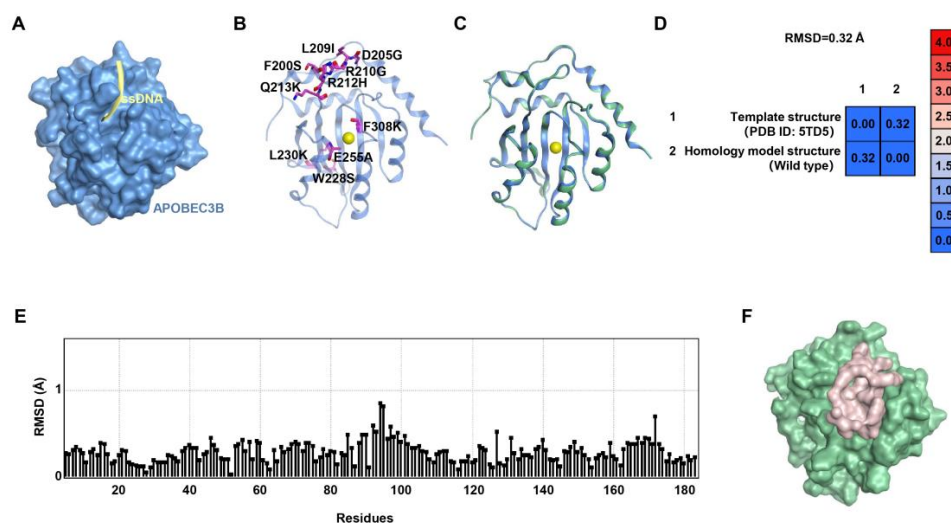 A
ssDNA
APOBEC3B
B
L209I
D205G
F200S
R210G
R212H
Q213K
F308K
L230K
E255A
W228S
C
D
RMSD=0.32 Å
1 2
1 Template structure
(PDB ID: 5TD5)
0.00 0.32
2 Homology model structure
(Wild type)
0.32 0.00
4.0
3.5
3.0
2.5
2.0
1.5
1.0
0.5
0.0
E
RMSD (Å)
1
0
20 40 60 80 100 120 140 160 180
Residues
F